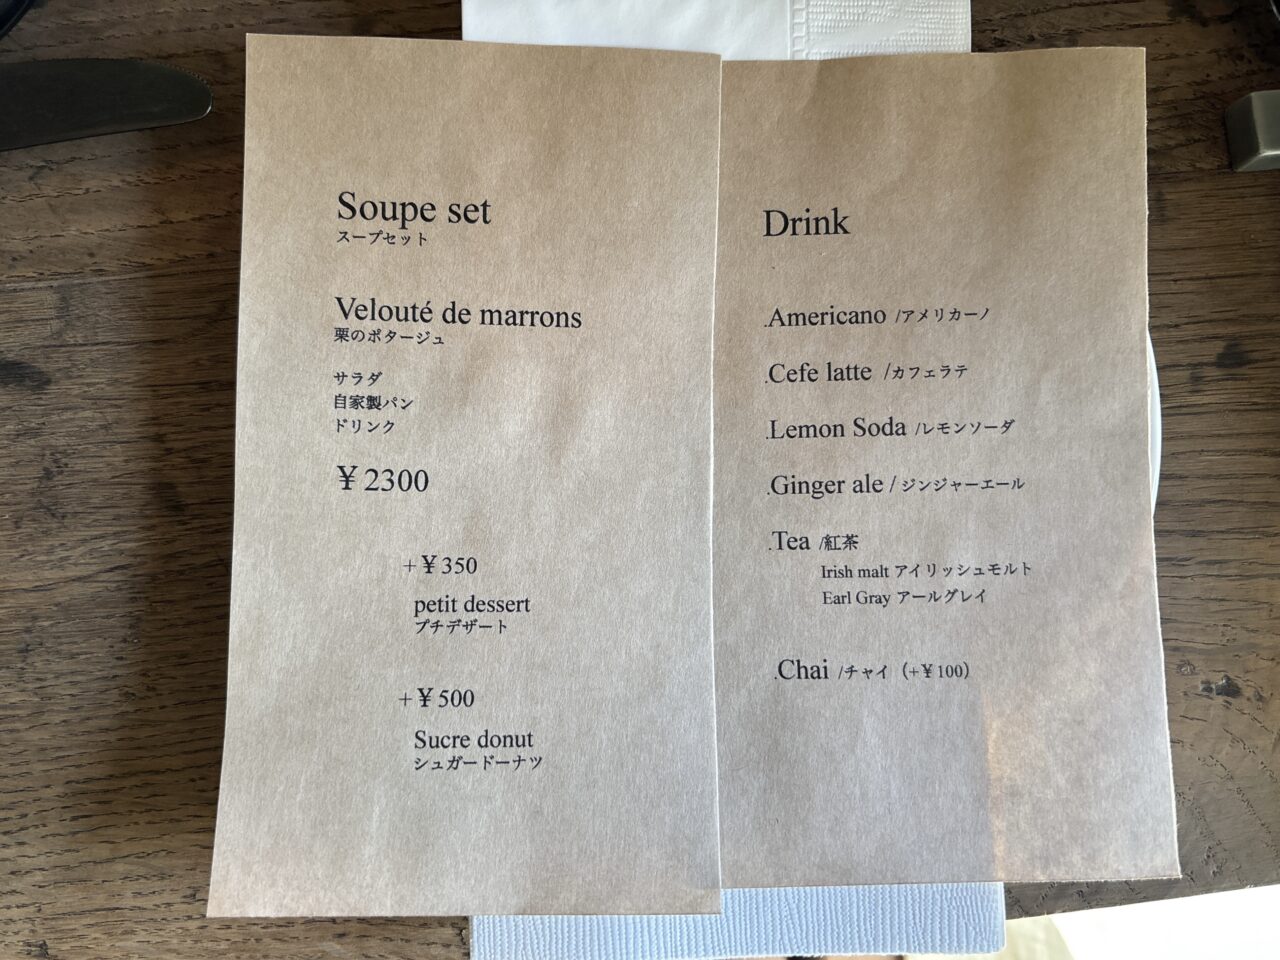 Soupe set
スープセット
Velouté de marrons
栗のポタージュ
サラダ
自家製パン
ドリンク
¥2300
+¥350
petit dessert
プチデザート
+¥500
Sucre donut
シュガードーナツ
Drink
.Americano /アメリカーノ
.Cefe latte /カフェラテ
.Lemon Soda /レモンソーダ
.Ginger ale / ジンジャーエール
.Tea /紅茶
Irish malt アイリッシュモルト
Earl Gray アールグレイ
.Chai /チャイ（+¥100）